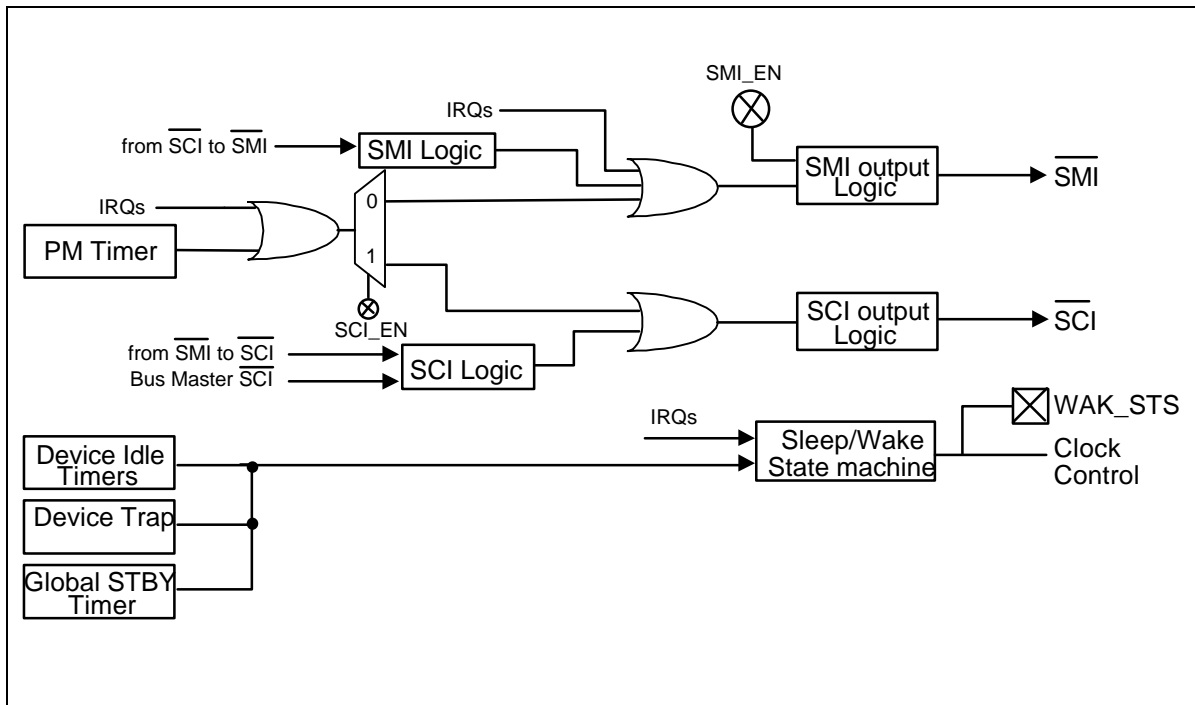 SMI_EN
IRQs
from SCI to SMI
SMI Logic
SMI output
Logic
SMI
IRQs
0
PM Timer
1
SCI_EN
SCI output
Logic
SCI
from SMI to SCI
Bus Master SCI
SCI Logic
WAK_STS
IRQs
Sleep/Wake
State machine
Clock
Control
Device Idle
Timers
Device Trap
Global STBY
Timer